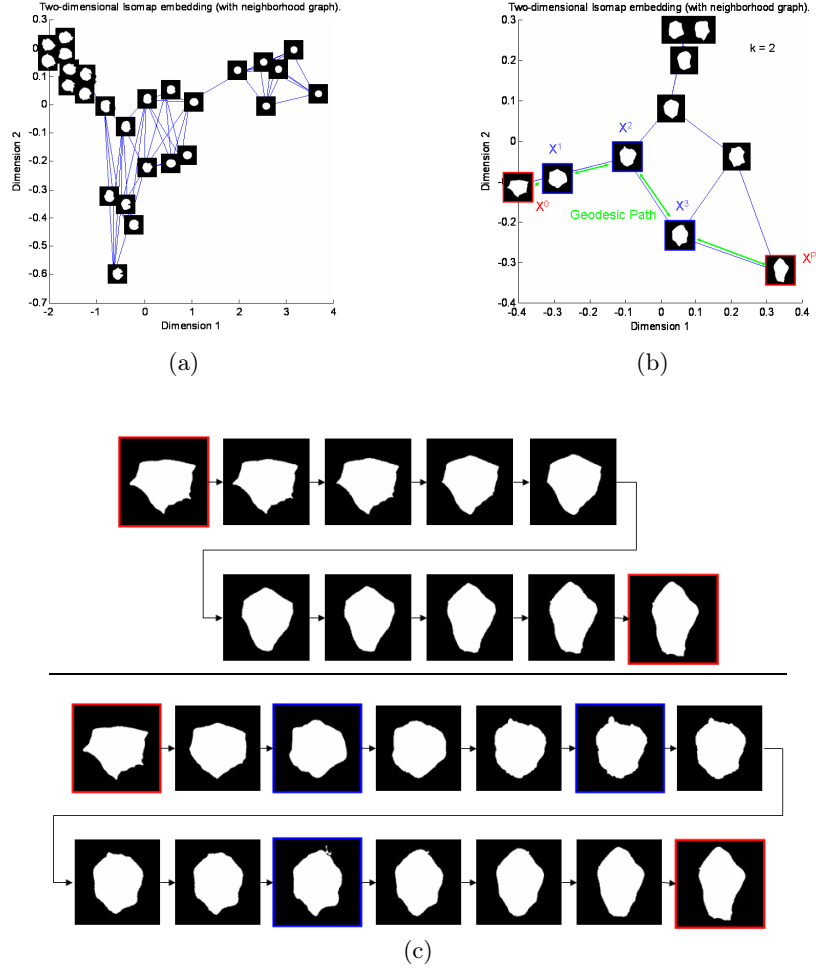 Two-dimensional Isomap embedding (with neighborhood graph).
0.3
0.2
0.1
0
-0.1
-0.2
-0.3
-0.4
-0.5
-0.6
-0.7
Dimension 2
-2
-1
0
1
2
3
4
Dimension 1
(a)
Two-dimensional Isomap embedding (with neighborhood graph).
0.3
0.2
0.1
0
-0.2
-0.3
-0.4
Dimension 2
k = 2
X¹
X²
X³
X⁰
Geodesic Path
-0.4
-0.3
-0.2
-0.1
0
0.1
0.2
0.3
0.4
Dimension 1
(b)
(c)